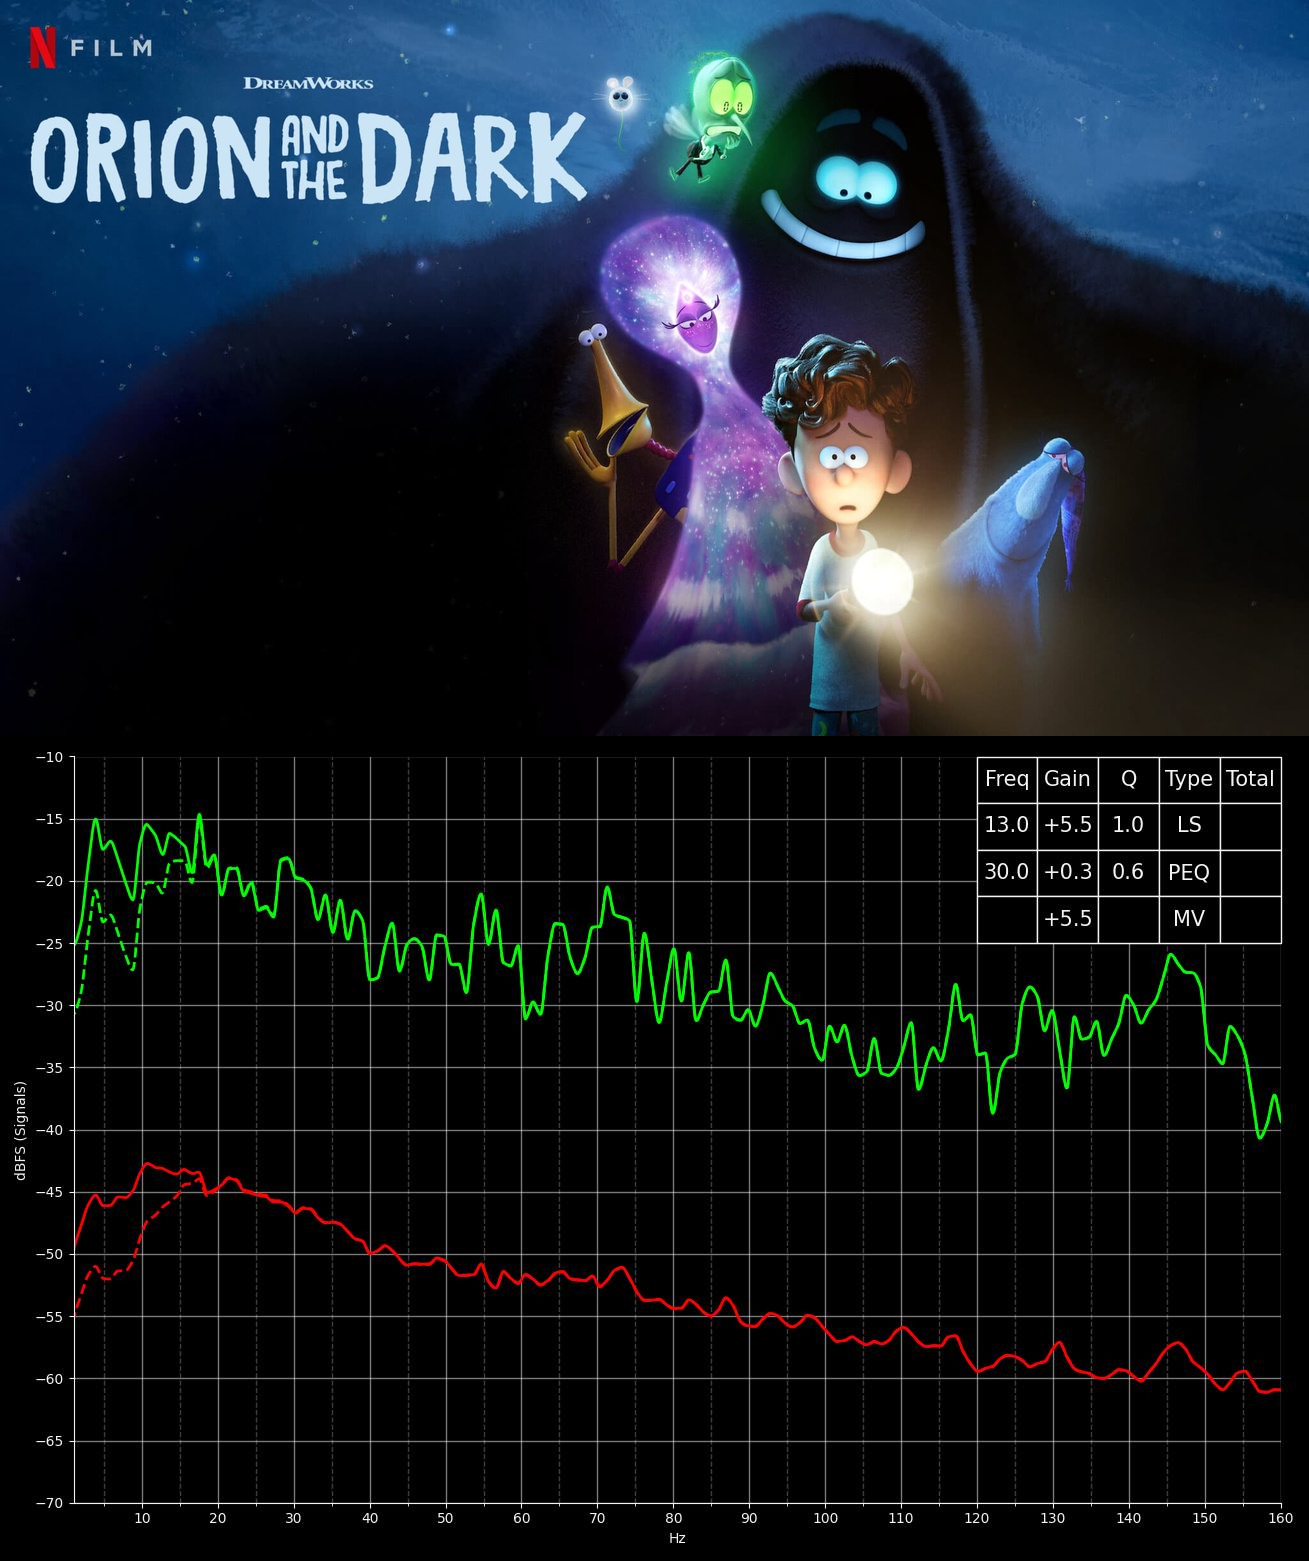 N FILM
DREAMWORKS
ORION AND THE DARK
Freq Gain Q Type Total
13.0 +5.5 1.0 LS
30.0 +0.3 0.6 PEQ
+5.5 MV
−10
−15
−20
−25
−30
−35
−40
−45
−50
−55
−60
−65
−70
dBFS (Signals)
10 20 30 40 50 60 70 80 90 100 110 120 130 140 150 160
Hz